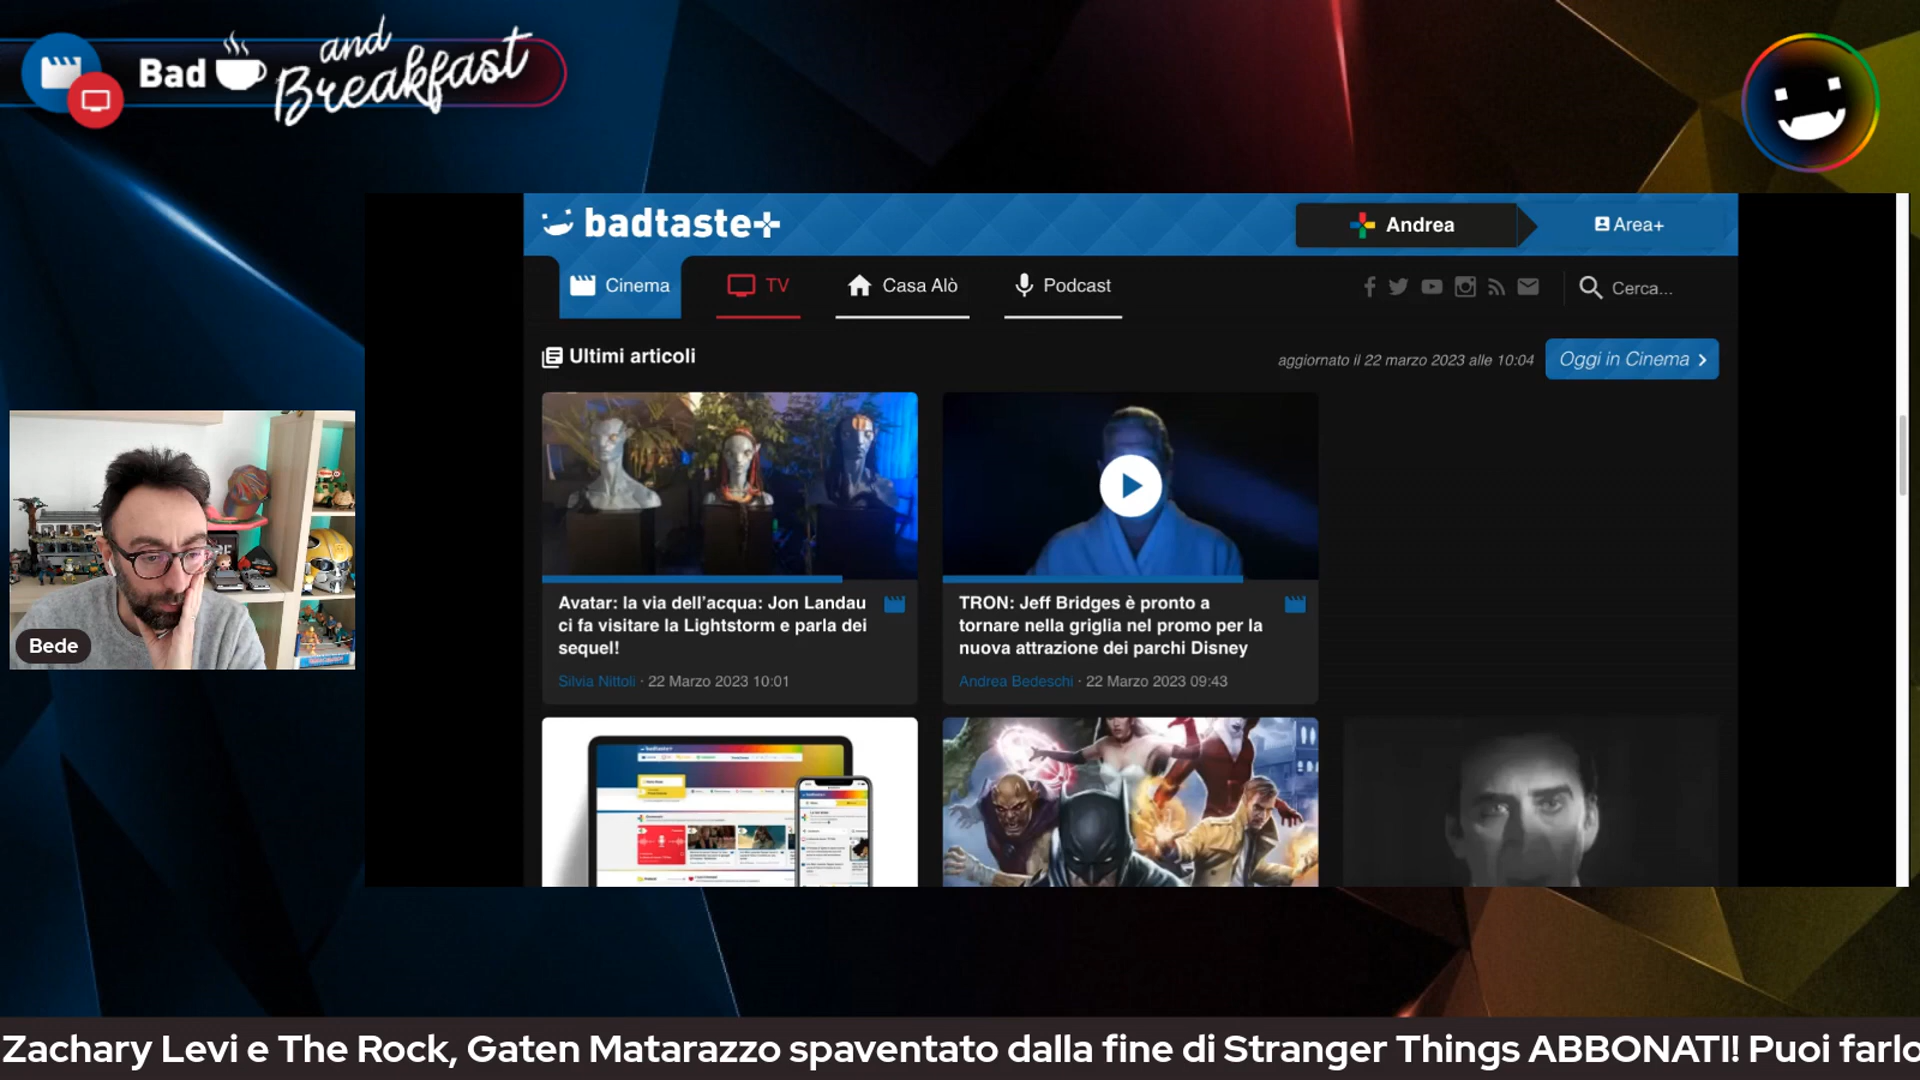 Bad and Breakfast
badtaste+
Andrea
Area+
Cinema
TV
Casa Alò
Podcast
Cerca...
Ultimi articoli
aggiornato il 22 marzo 2023 alle 10:04
Oggi in Cinema
Avatar: la via dell'acqua: Jon Landau
ci fa visitare la Lightstorm e parla dei
sequel!
Silvia Nittoli · 22 Marzo 2023 10:01
TRON: Jeff Bridges è pronto a
tornare nella griglia nel promo per la
nuova attrazione dei parchi Disney
Andrea Bedeschi · 22 Marzo 2023 09:43
Bede
Zachary Levi e The Rock, Gaten Matarazzo spaventato dalla fine di Stranger Things ABBONATI! Puoi farlo